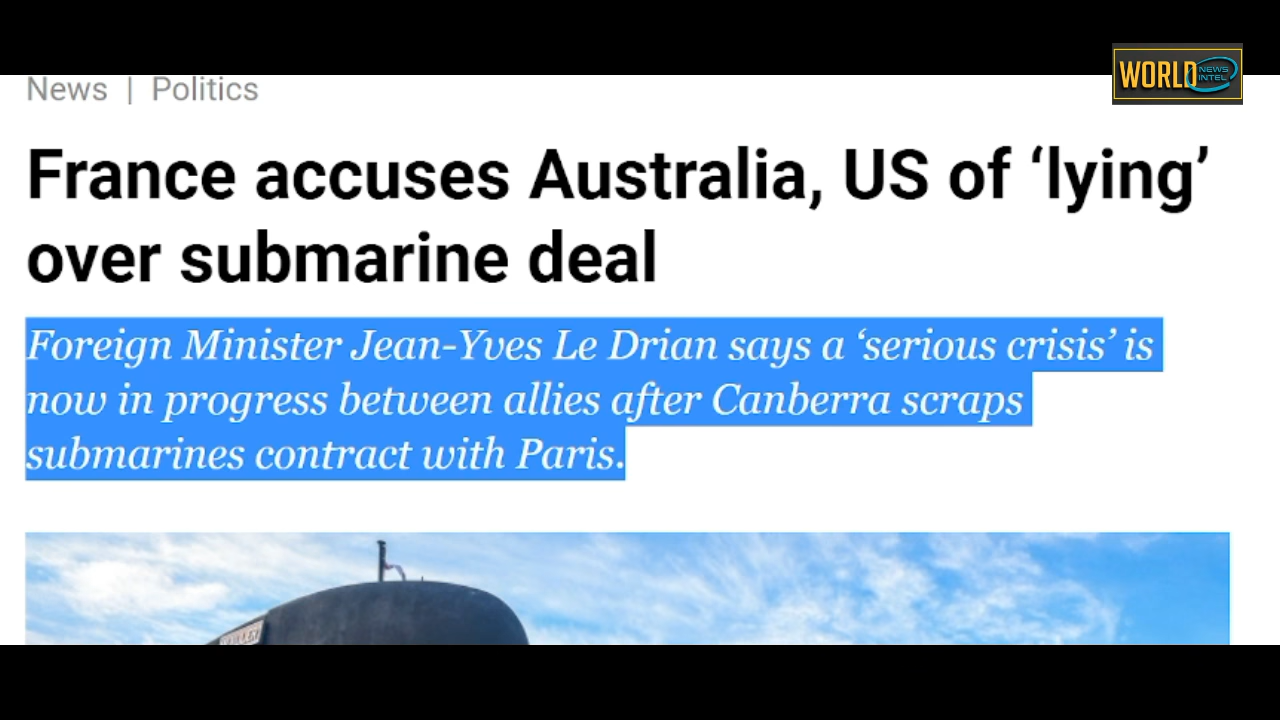 WORLD NEWS INTEL
News | Politics
France accuses Australia, US of ‘lying’
over submarine deal
Foreign Minister Jean-Yves Le Drian says a ‘serious crisis’ is
now in progress between allies after Canberra scraps
submarines contract with Paris.